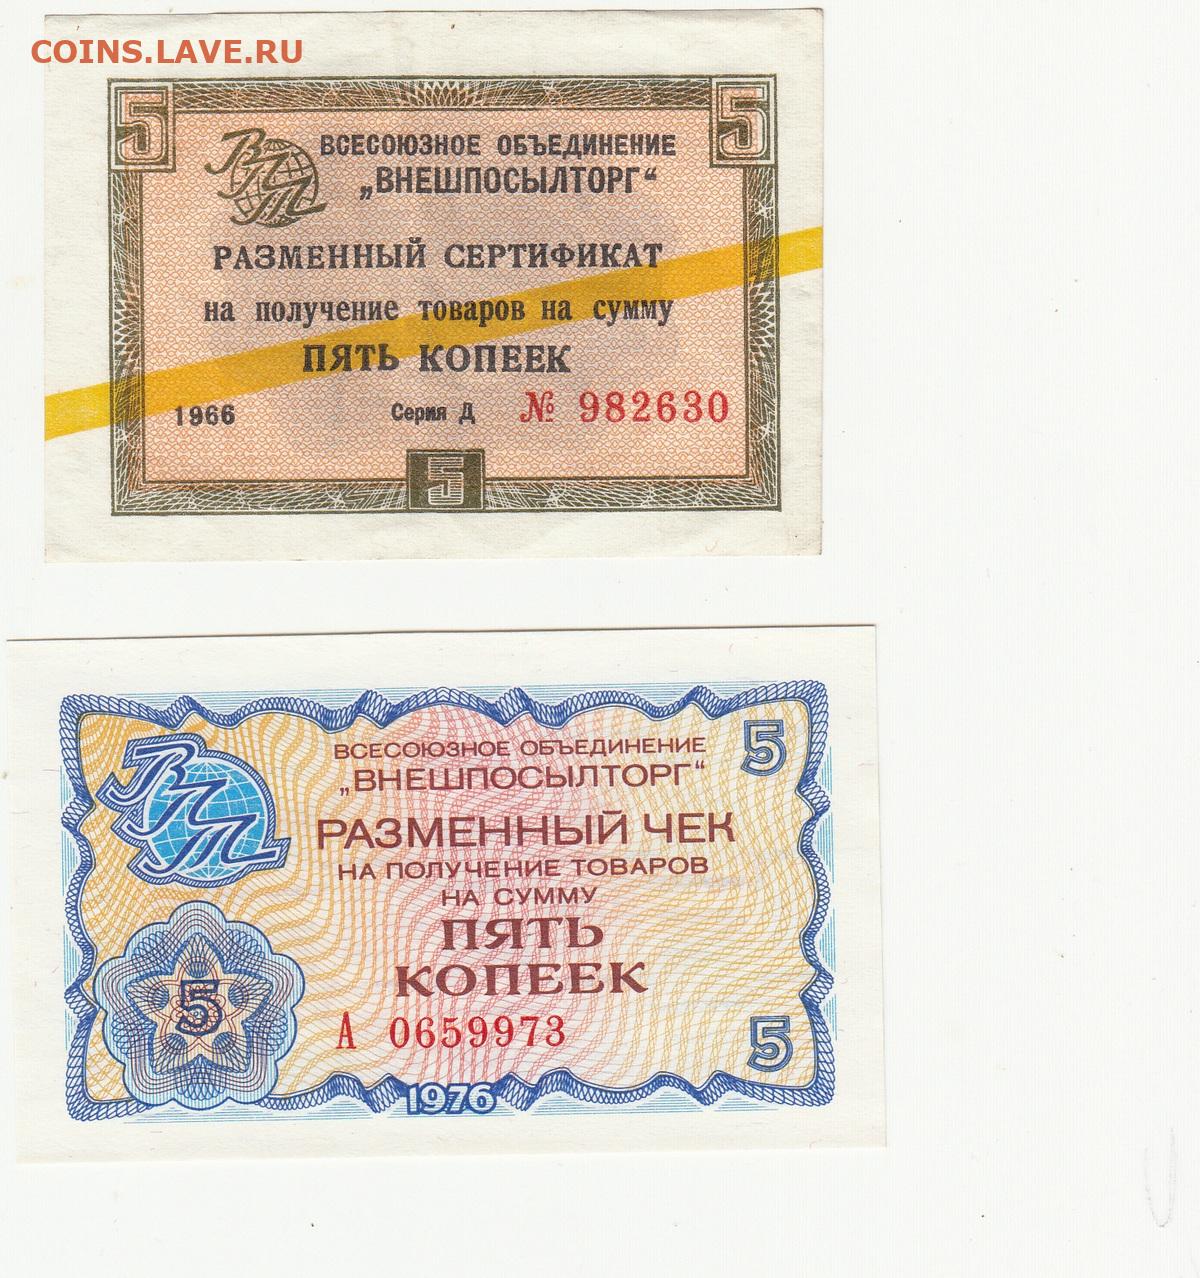 COINS.LAVE.RU
5 5
ВПТ
ВСЕСОЮЗНОЕ ОБЪЕДИНЕНИЕ
„ВНЕШПОСЫЛТОРГ“
РАЗМЕННЫЙ СЕРТИФИКАТ
на получение товаров на сумму
ПЯТЬ КОПЕЕК
1966 Серия Д № 982630
5
ВПТ
ВСЕСОЮЗНОЕ ОБЪЕДИНЕНИЕ
„ВНЕШПОСЫЛТОРГ“
5
РАЗМЕННЫЙ ЧЕК
НА ПОЛУЧЕНИЕ ТОВАРОВ
НА СУММУ
ПЯТЬ
КОПЕЕК
5
А 0659973
5
1976